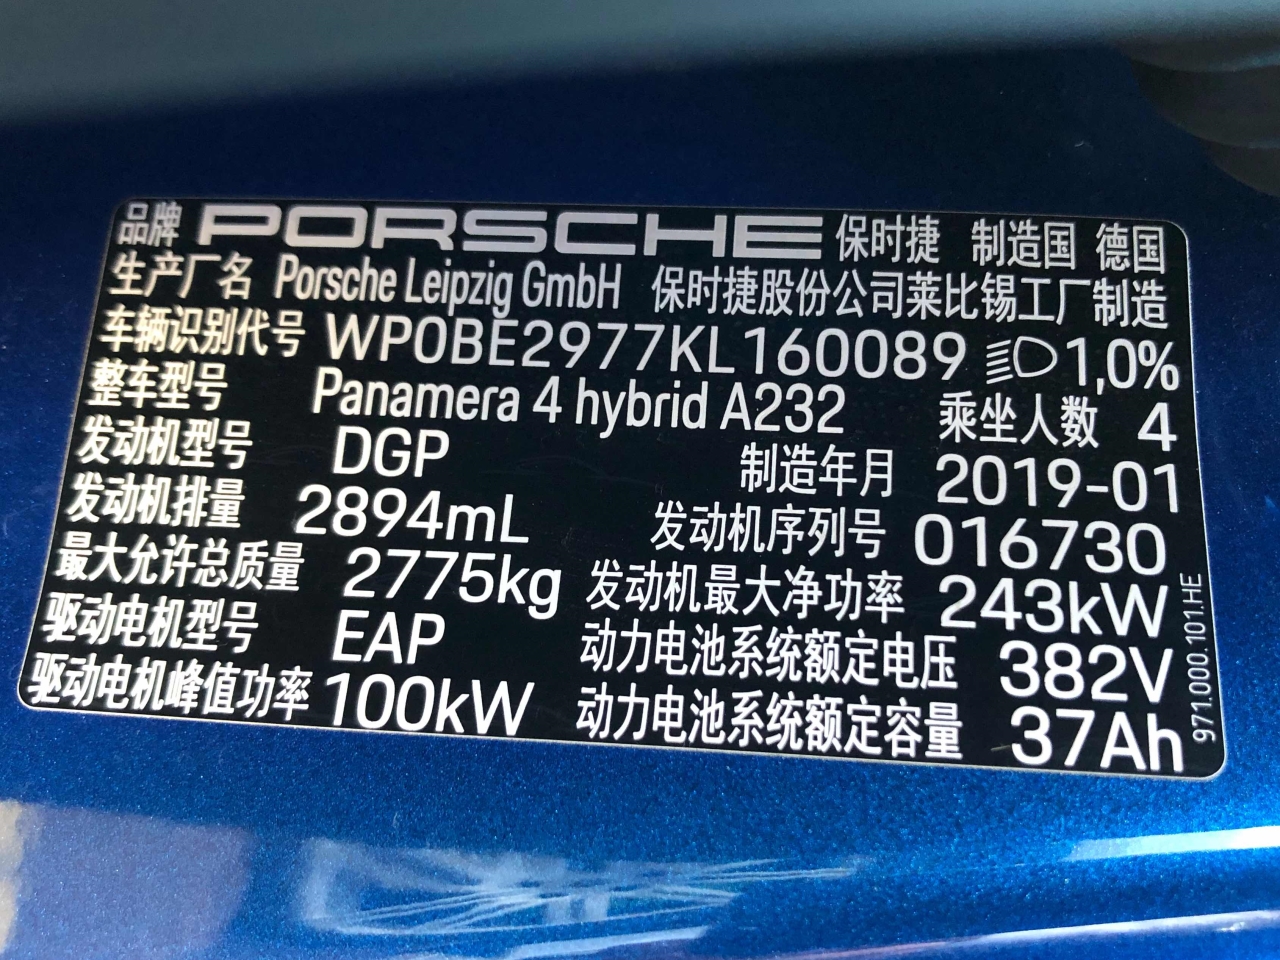 品牌 PORSCHE 保时捷 制造国 德国
生产厂名 Porsche Leipzig GmbH 保时捷股份公司莱比锡工厂制造
车辆识别代号 WP0BE2977KL160089 1,0%
整车型号 Panamera 4 hybrid A232 乘坐人数 4
发动机型号 DGP 制造年月 2019-01
发动机排量 2894mL 发动机序列号 016730
最大允许总质量 2775kg 发动机最大净功率 243kW
驱动电机型号 EAP 动力电池系统额定电压 382V
驱动电机峰值功率 100kW 动力电池系统额定容量 37Ah
971.000.101.HE